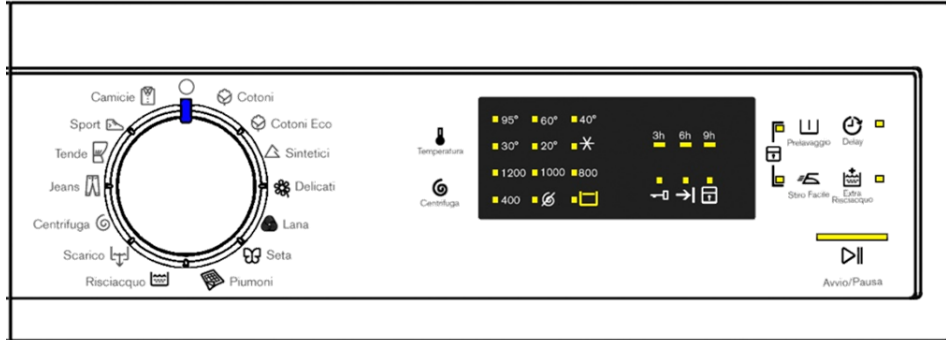 Camicie
Cotoni
Sport
Cotoni Eco
Tende
Sintetici
Jeans
Delicati
Centrifuga
Lana
Scarico
Seta
Risciacquo
Piumoni
Temperatura
Centrifuga
95° 60° 40°
30° 20°
1200 1000 800
400
3h 6h 9h
Prelavaggio
Delay
Stiro Facile
Extra
Risciacquo
Avvio/Pausa